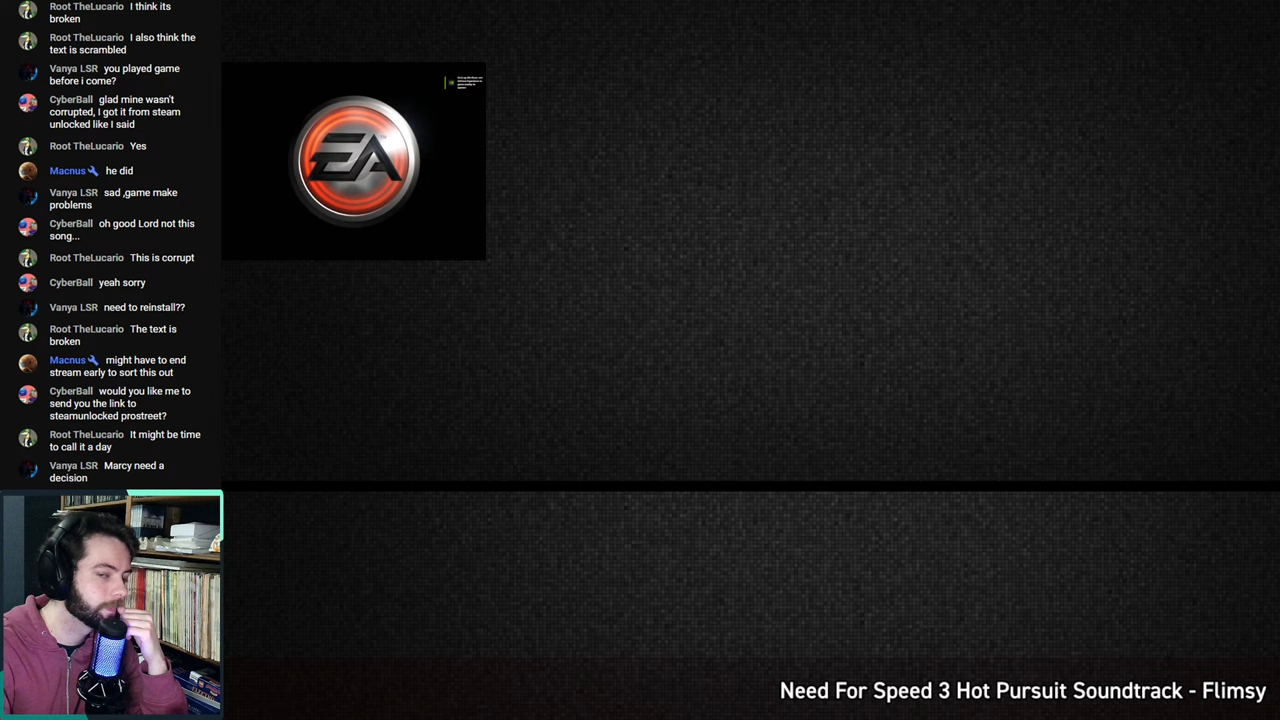 Root TheLucario I think its
broken
Root TheLucario I also think the
text is scrambled
Vanya LSR you played game
before i come?
CyberBall glad mine wasn't
corrupted, I got it from steam
unlocked like I said
Root TheLucario Yes
Macnus he did
Vanya LSR sad ,game make
problems
CyberBall oh good Lord not this
song...
Root TheLucario This is corrupt
CyberBall yeah sorry
Vanya LSR need to reinstall??
Root TheLucario The text is
broken
Macnus might have to end
stream early to sort this out
CyberBall would you like me to
send you the link to
steamunlocked prostreet?
Root TheLucario It might be time
to call it a day
Vanya LSR Marcy need a
decision
EA
Need For Speed 3 Hot Pursuit Soundtrack - Flimsy